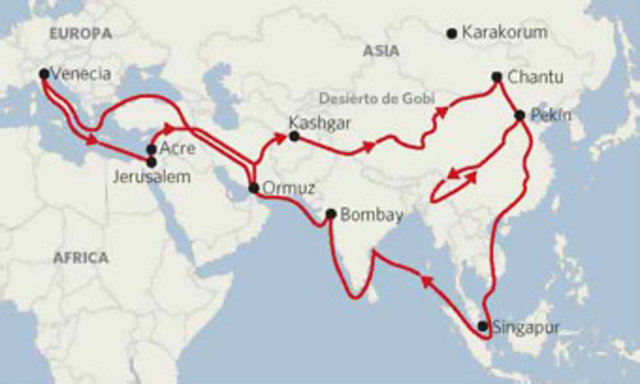 EUROPA
Karakorum
ASIA
Venecia
Chantu
Desierto de Gobi
Pekín
Kashgar
Acre
Jerusalem
Ormuz
Bombay
AFRICA
Singapur